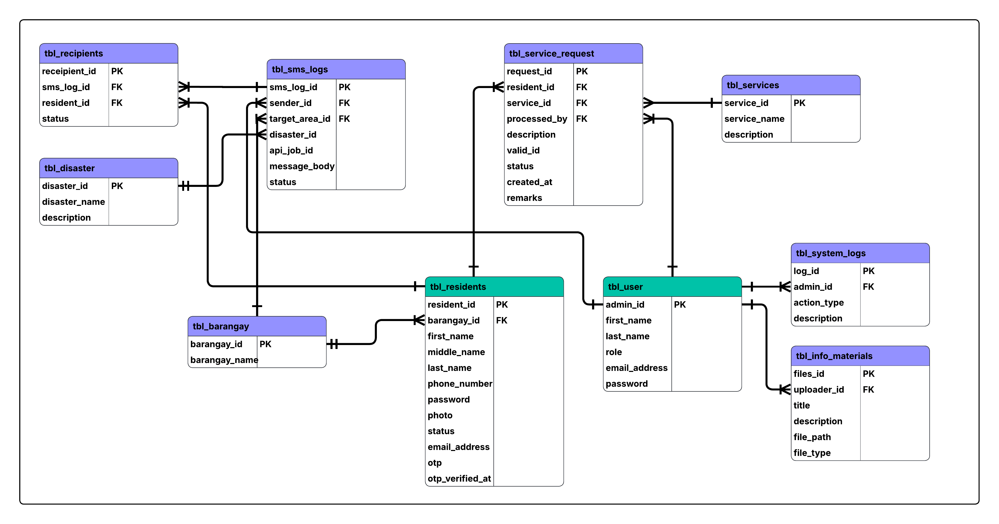 tbl_recipients
receipient_id PK
sms_log_id FK
resident_id FK
status
tbl_sms_logs
sms_log_id PK
sender_id FK
target_area_id FK
disaster_id
api_job_id
message_body
status
tbl_service_request
request_id PK
resident_id FK
service_id FK
processed_by FK
description
valid_id
status
created_at
remarks
tbl_services
service_id PK
service_name
description
tbl_disaster
disaster_id PK
disaster_name
description
tbl_barangay
barangay_id PK
barangay_name
tbl_residents
resident_id PK
barangay_id FK
first_name
middle_name
last_name
phone_number
password
photo
status
email_address
otp
otp_verified_at
tbl_user
admin_id PK
first_name
last_name
role
email_address
password
tbl_system_logs
log_id PK
admin_id FK
action_type
description
tbl_info_materials
files_id PK
uploader_id FK
title
description
file_path
file_type